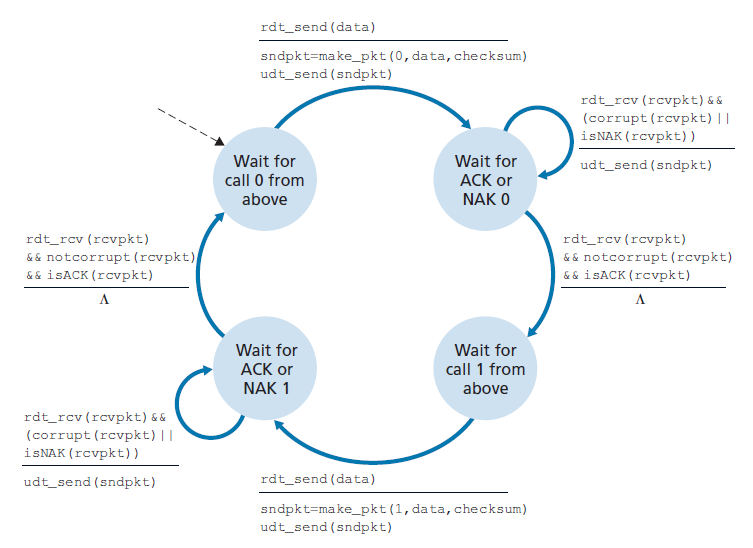 rdt_send(data)
sndpkt=make_pkt(0,data,checksum)
udt_send(sndpkt)
rdt_rcv(rcvpkt)&&
(corrupt(rcvpkt)||
isNAK(rcvpkt))
udt_send(sndpkt)
Wait for
call 0 from
above
Wait for
ACK or
NAK 0
rdt_rcv(rcvpkt)
&& notcorrupt(rcvpkt)
&& isACK(rcvpkt)
Λ
rdt_rcv(rcvpkt)
&& notcorrupt(rcvpkt)
&& isACK(rcvpkt)
Λ
Wait for
ACK or
NAK 1
Wait for
call 1 from
above
rdt_rcv(rcvpkt)&&
(corrupt(rcvpkt)||
isNAK(rcvpkt))
udt_send(sndpkt)
rdt_send(data)
sndpkt=make_pkt(1,data,checksum)
udt_send(sndpkt)